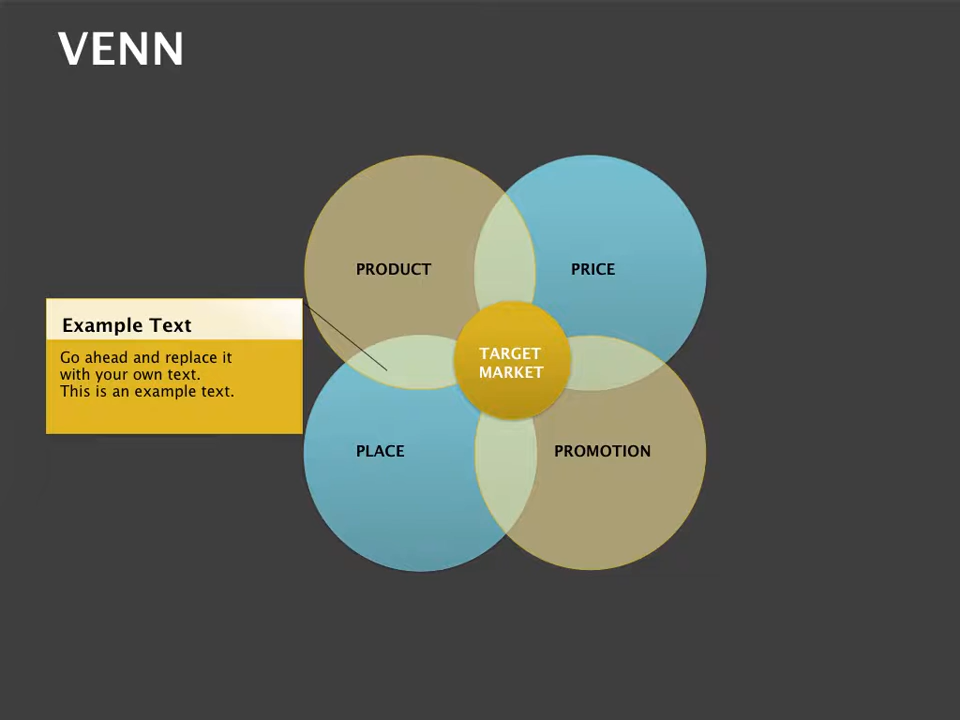 VENN
PRODUCT
PRICE
Example Text
Go ahead and replace it
with your own text.
This is an example text.
TARGET
MARKET
PLACE
PROMOTION